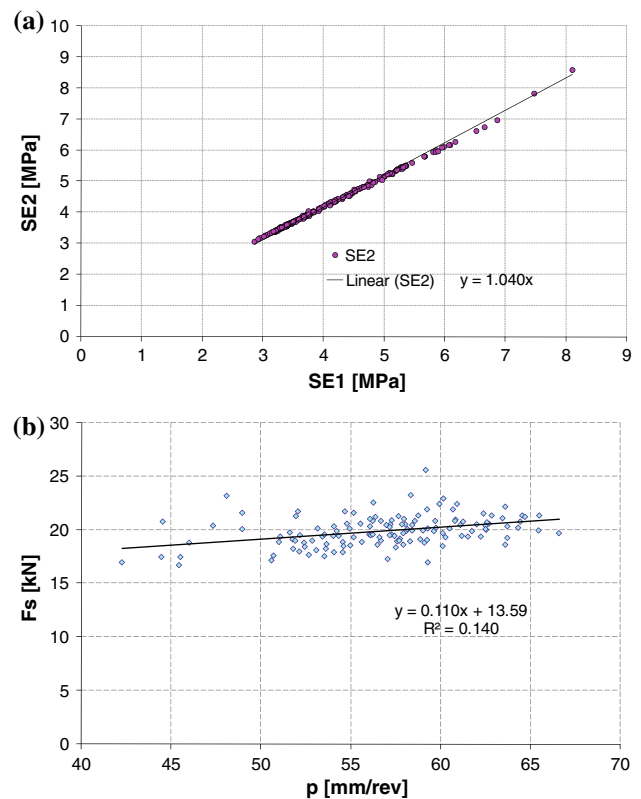 (a)
10
9
8
7
6
5
4
3
2
1
0
SE2 [MPa]
SE2
Linear (SE2) y = 1.040x
0 1 2 3 4 5 6 7 8 9
SE1 [MPa]
(b)
30
25
20
15
10
5
0
Fs [kN]
y = 0.110x + 13.59
R² = 0.140
40 45 50 55 60 65 70
p [mm/rev]